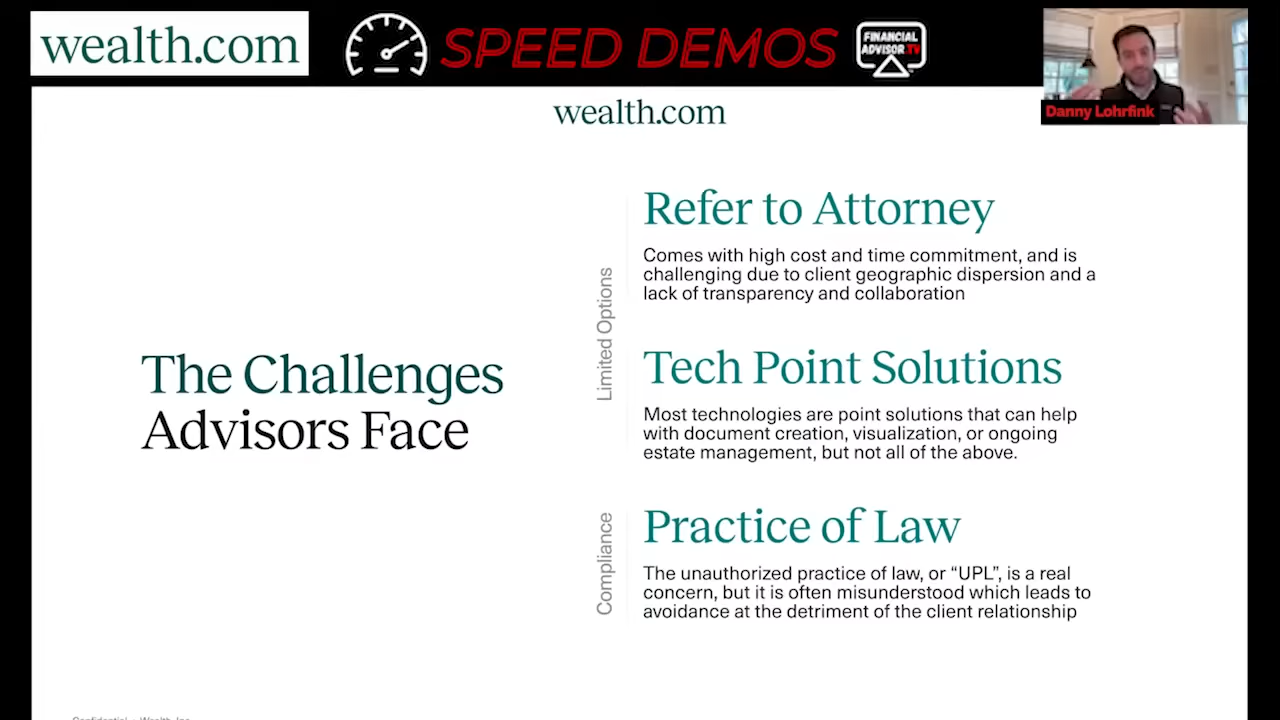 wealth.com
SPEED DEMOS
FINANCIAL
ADVISOR.TV
Danny Lohrfink
wealth.com
The Challenges
Advisors Face
Limited Options
Refer to Attorney
Comes with high cost and time commitment, and is
challenging due to client geographic dispersion and a
lack of transparency and collaboration
Tech Point Solutions
Most technologies are point solutions that can help
with document creation, visualization, or ongoing
estate management, but not all of the above.
Compliance
Practice of Law
The unauthorized practice of law, or “UPL”, is a real
concern, but it is often misunderstood which leads to
avoidance at the detriment of the client relationship